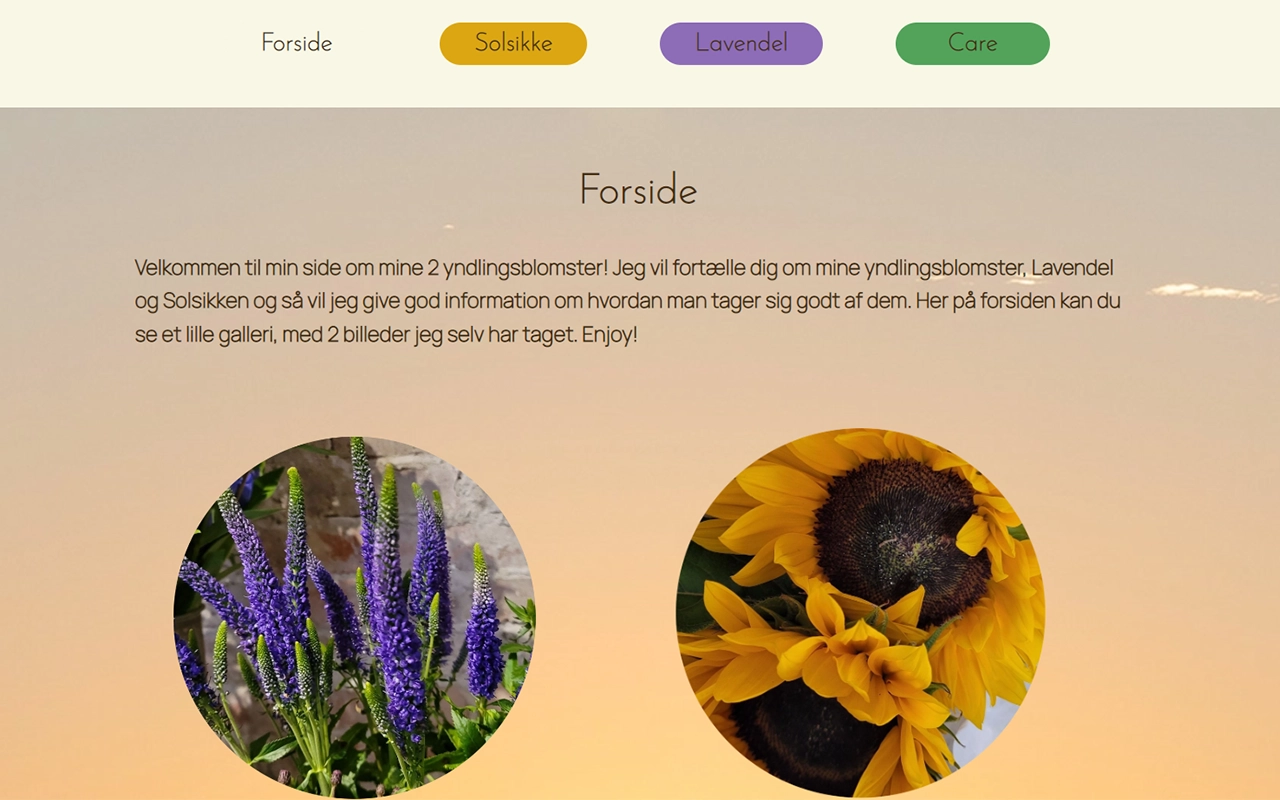 Forside Solsikke Lavendel Care
Forside
Velkommen til min side om mine 2 yndlingsblomster! Jeg vil fortælle dig om mine yndlingsblomster, Lavendel
og Solsikken og så vil jeg give god information om hvordan man tager sig godt af dem. Her på forsiden kan du
se et lille galleri, med 2 billeder jeg selv har taget. Enjoy!